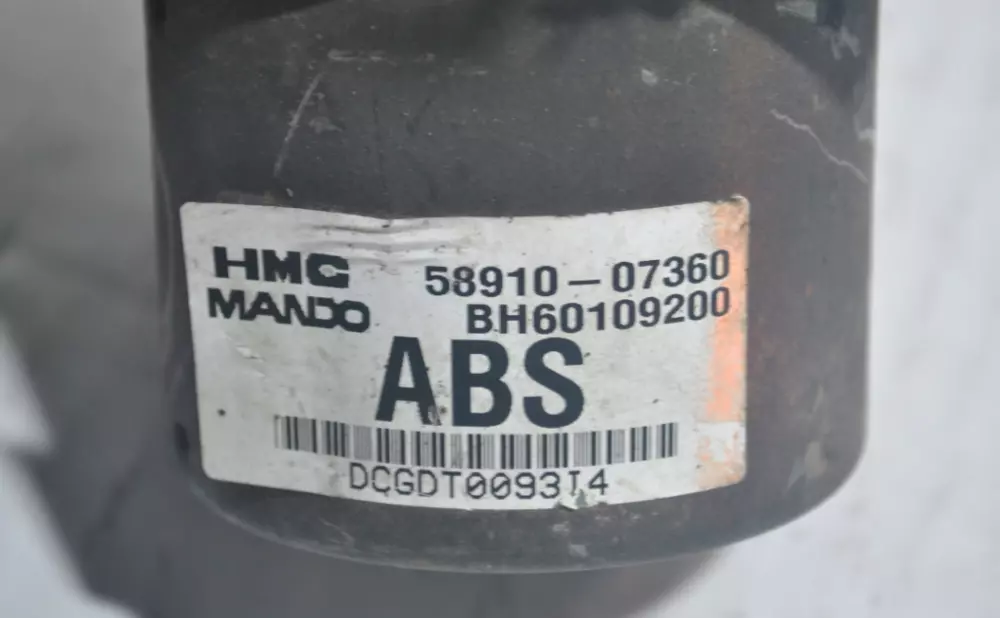 HMC 58910-07360
MANDO BH60109200
ABS
DCGDT0093I4